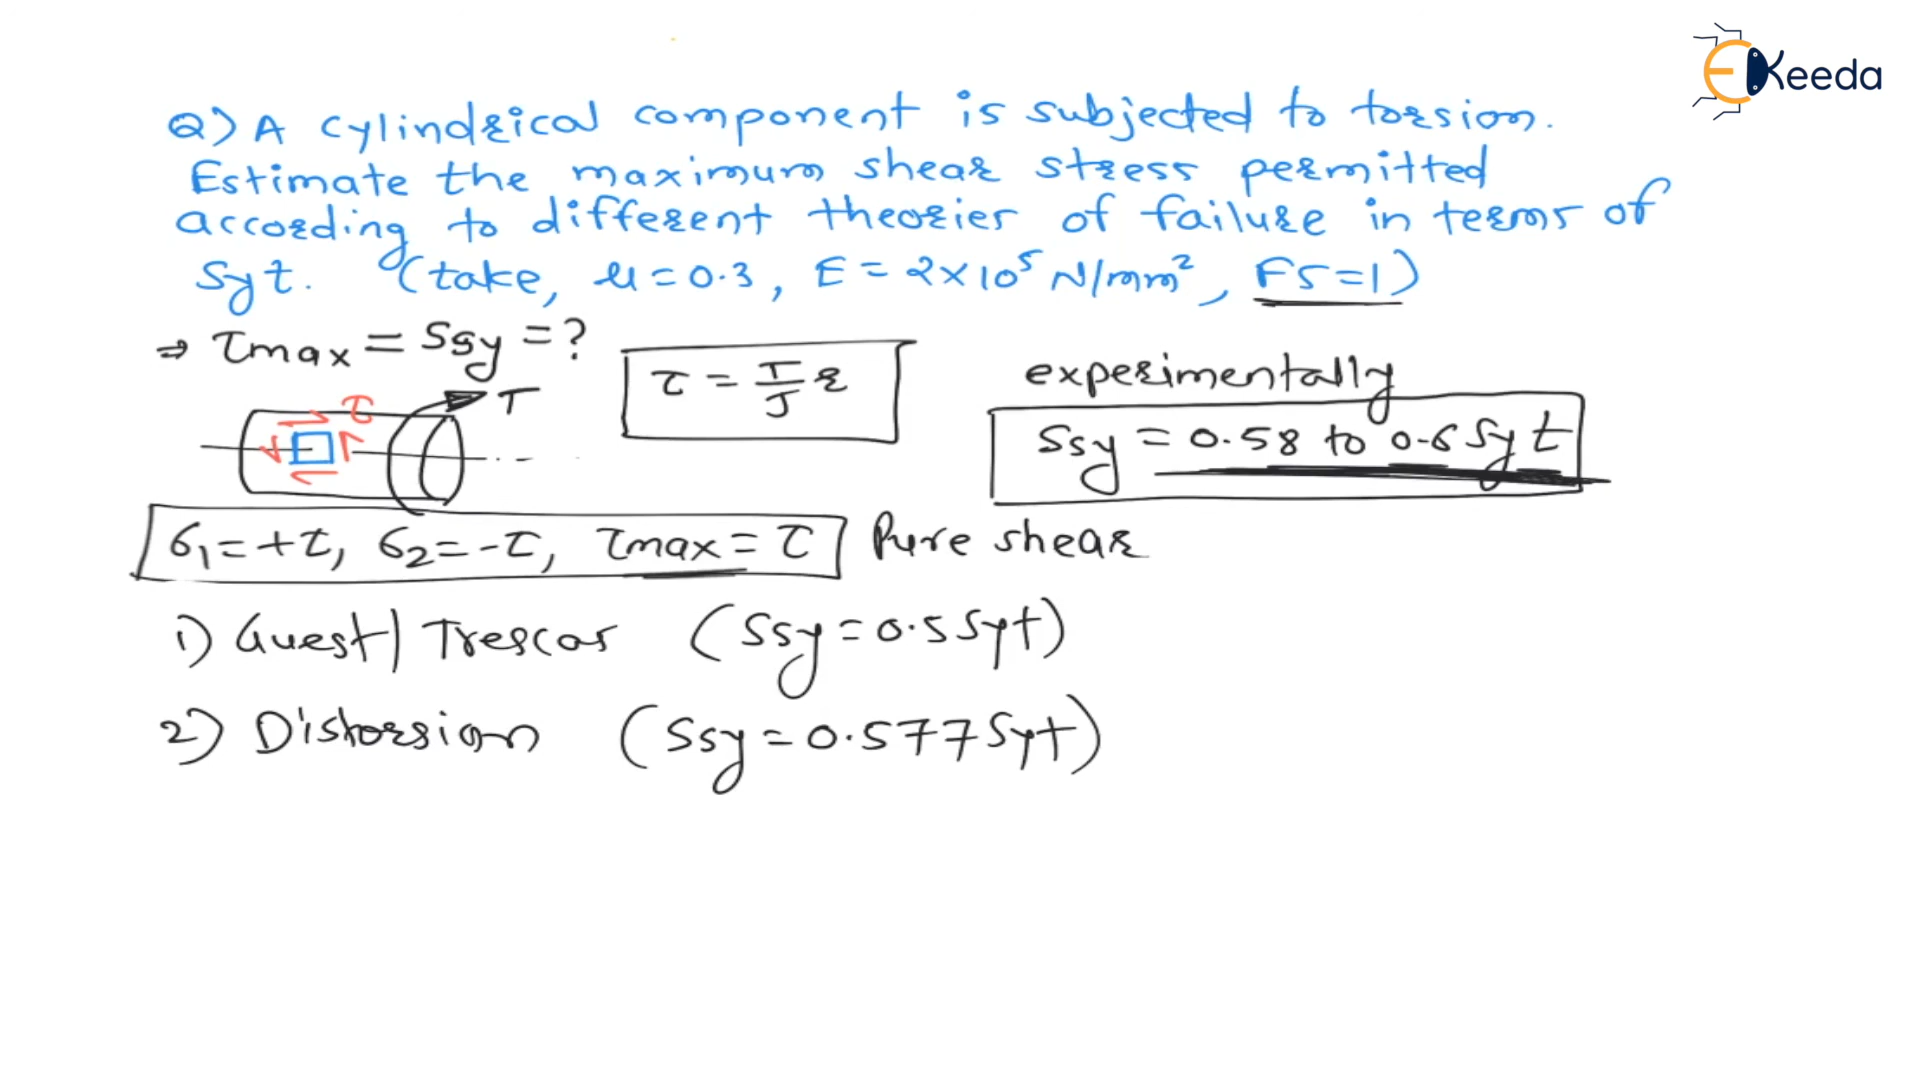 EKeeda
Q) A cylindrical component is subjected to torsion.
Estimate the maximum shear stress permitted
according to different theories of failure in terms of
Syt. (take, μ = 0.3, E = 2×10⁵ N/mm², FS=1)
⇒ τmax = Ssy = ?
τ = T/J r
experimentally
Ssy = 0.58 to 0.6 Syt
τ
T
σ₁ = +τ, σ₂ = -τ, τmax = τ Pure shear
1) Guest/Trescas (Ssy = 0.5 Syt)
2) Distorsion (Ssy = 0.577 Syt)